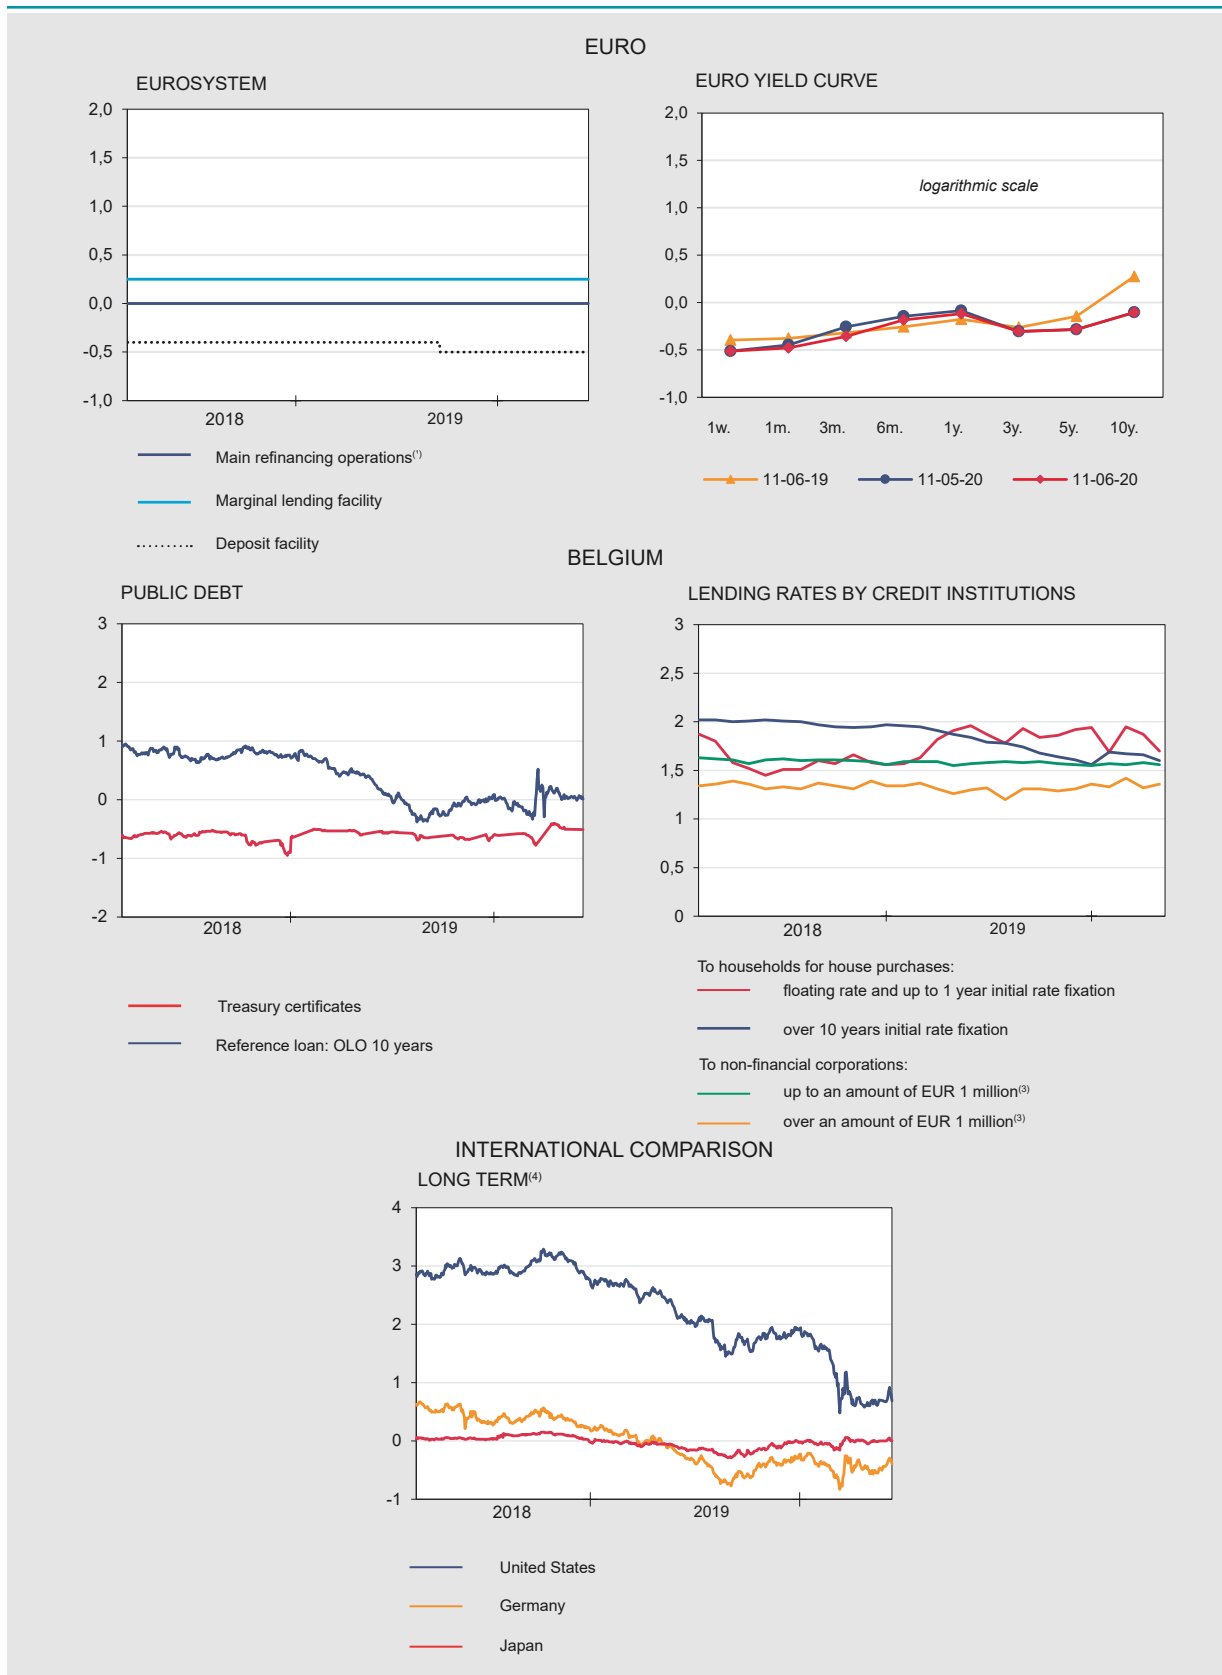 EURO
EUROSYSTEM
2,0
1,5
1,0
0,5
0,0
-0,5
-1,0
2018
2019
Main refinancing operations(¹)
Marginal lending facility
Deposit facility
EURO YIELD CURVE
2,0
1,5
1,0
0,5
0,0
-0,5
-1,0
logarithmic scale
1w. 1m. 3m. 6m. 1y. 3y. 5y. 10y.
11-06-19 11-05-20 11-06-20
BELGIUM
PUBLIC DEBT
3
2
1
0
-1
-2
2018
2019
Treasury certificates
Reference loan: OLO 10 years
LENDING RATES BY CREDIT INSTITUTIONS
3
2,5
2
1,5
1
0,5
0
2018
2019
To households for house purchases:
floating rate and up to 1 year initial rate fixation
over 10 years initial rate fixation
To non-financial corporations:
up to an amount of EUR 1 million(3)
over an amount of EUR 1 million(3)
INTERNATIONAL COMPARISON
LONG TERM(4)
4
3
2
1
0
-1
2018
2019
United States
Germany
Japan